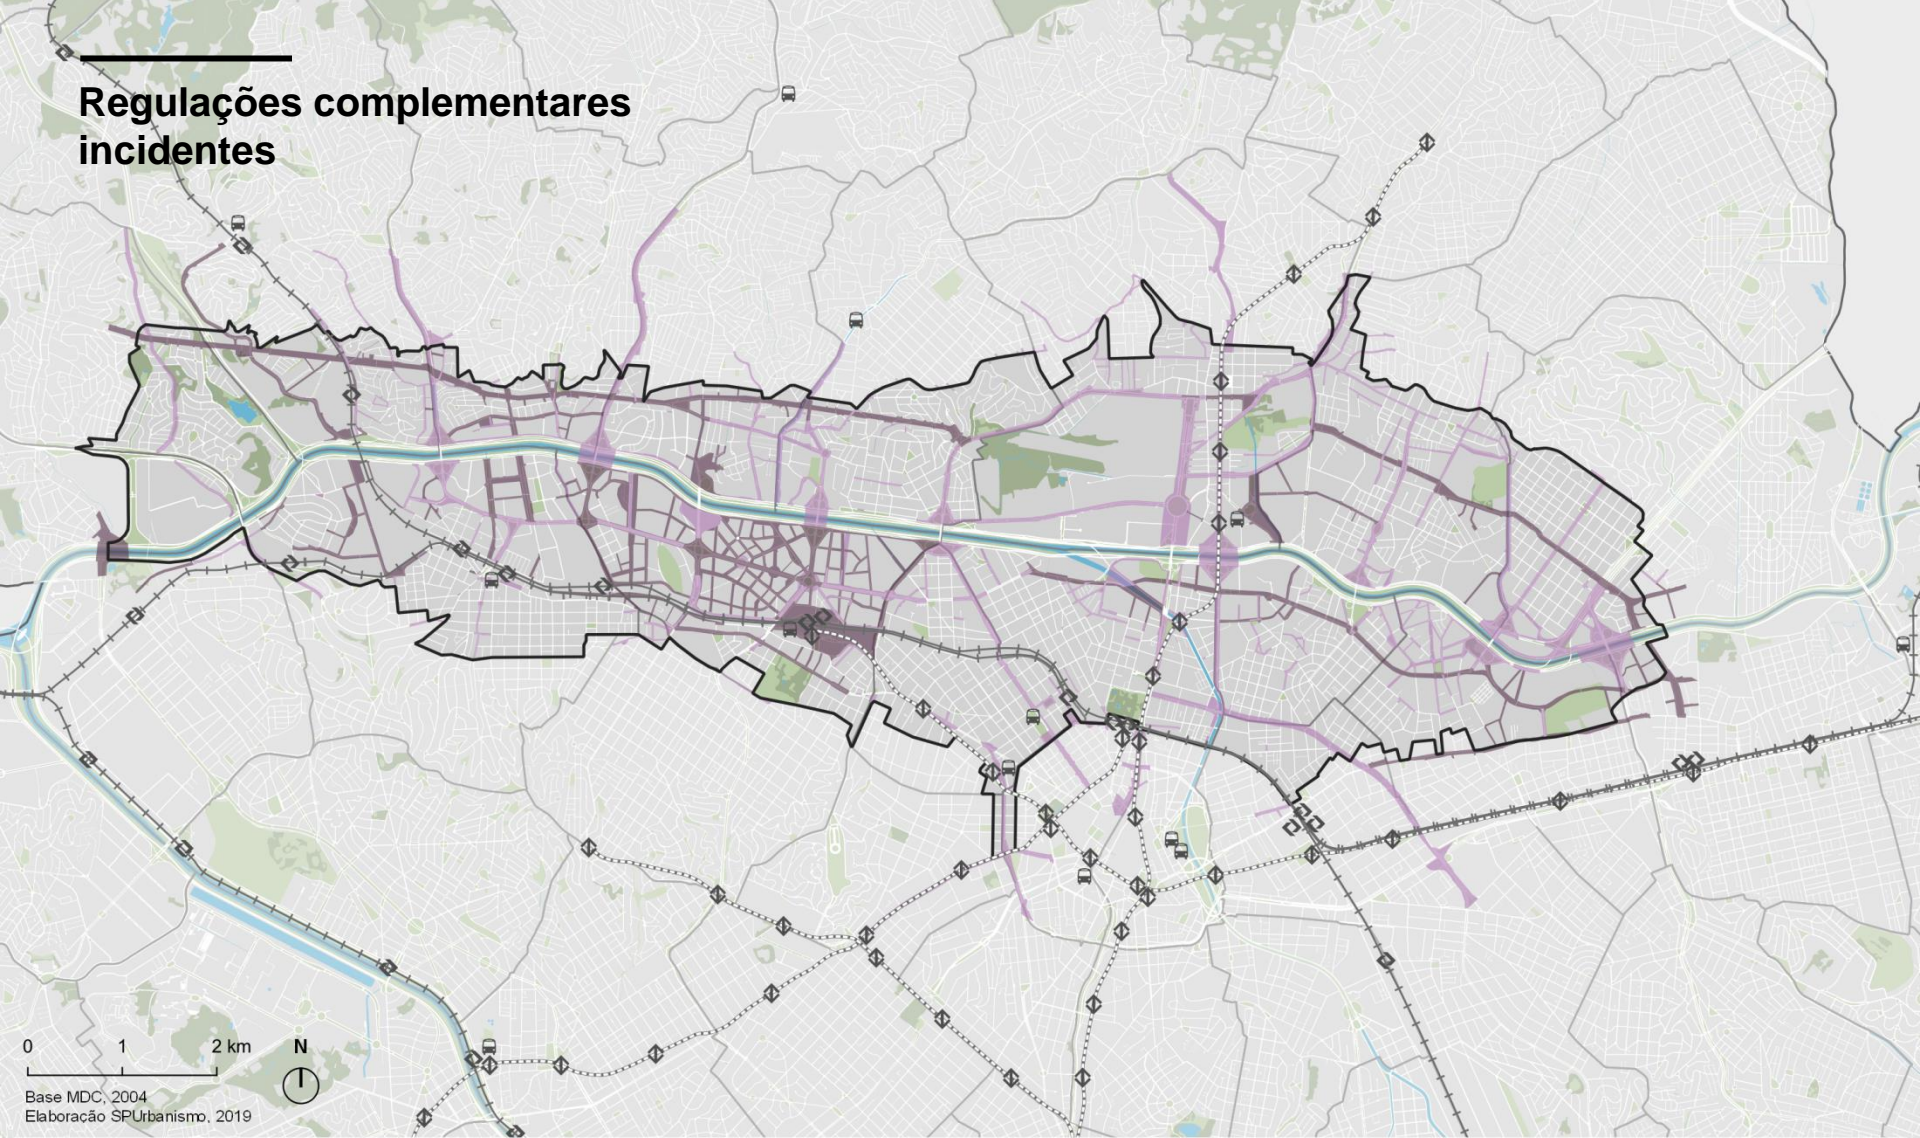 Regulações complementares
incidentes
0 1 2 km N
Base MDC, 2004
Elaboração SPUrbanismo, 2019